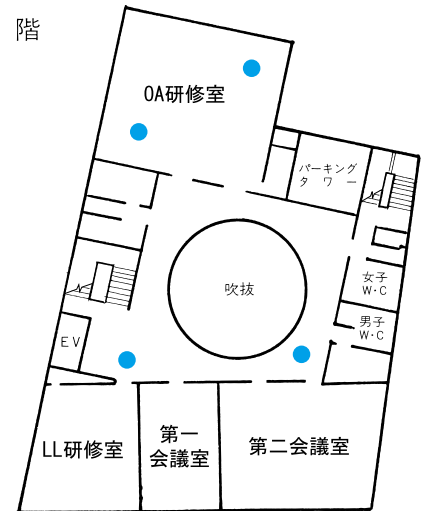 階
OA研修室
パーキング
タワー
吹抜
女子
W・C
男子
W・C
EV
LL研修室
第一
会議室
第二会議室